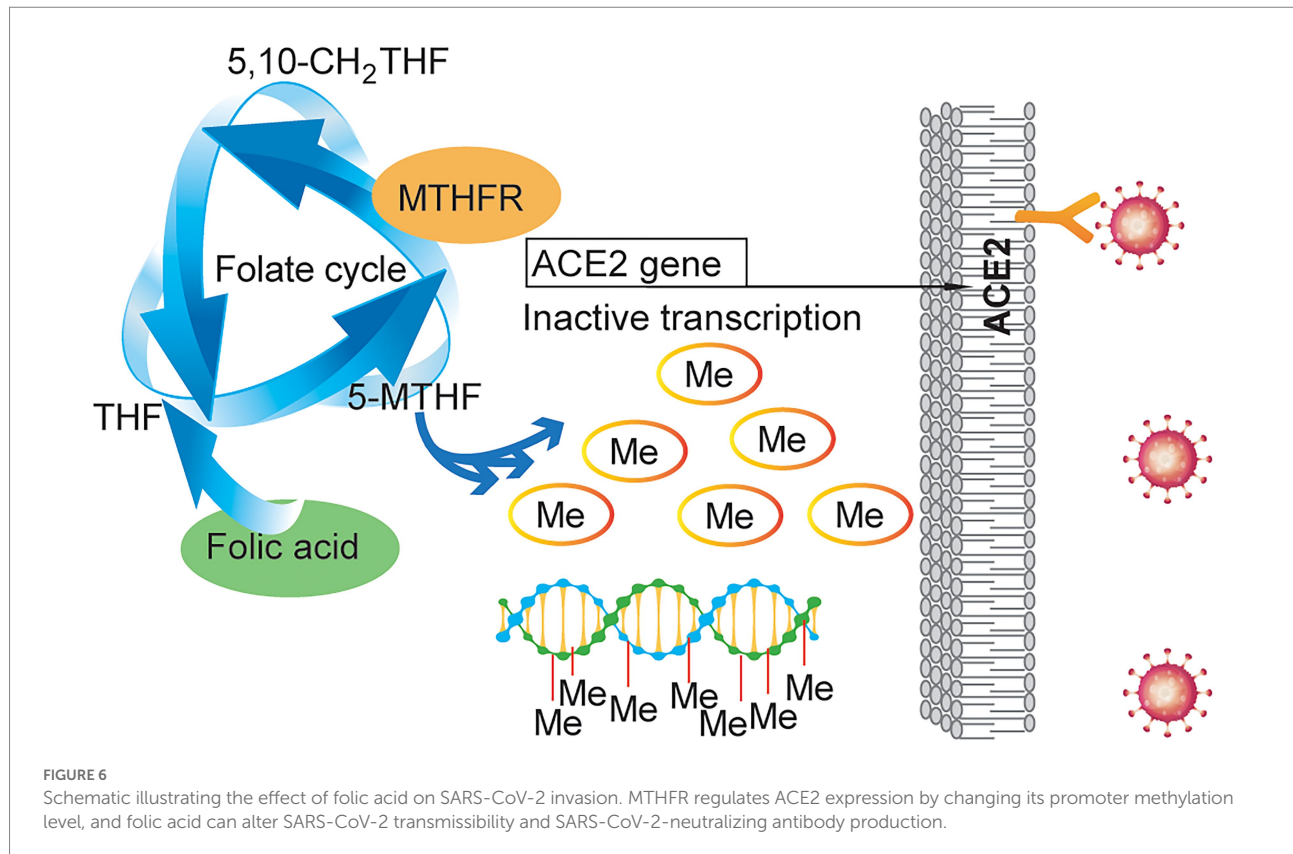 5,10-CH₂THF
MTHFR
Folate cycle
THF
5-MTHF
Folic acid
ACE2 gene
Inactive transcription
Me
Me
Me
Me
Me
Me
Me
Me
Me
Me
Me
Me
Me
ACE2
FIGURE 6
Schematic illustrating the effect of folic acid on SARS-CoV-2 invasion. MTHFR regulates ACE2 expression by changing its promoter methylation
level, and folic acid can alter SARS-CoV-2 transmissibility and SARS-CoV-2-neutralizing antibody production.